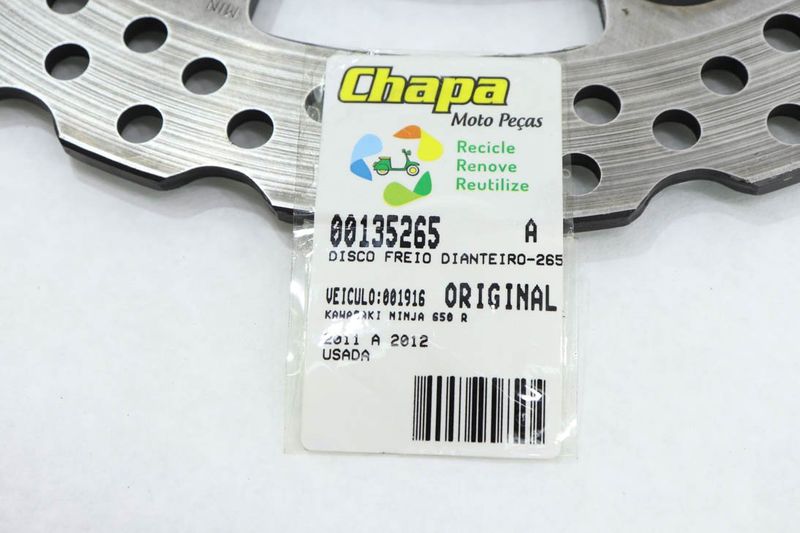 MIN
Chapa
Moto Peças
Recicle
Renove
Reutilize
00135265 A
DISCO FREIO DIANTEIRO-265
VEICULO:001916 ORIGINAL
KAWASAKI NINJA 650 R
2011 A 2012
USADA